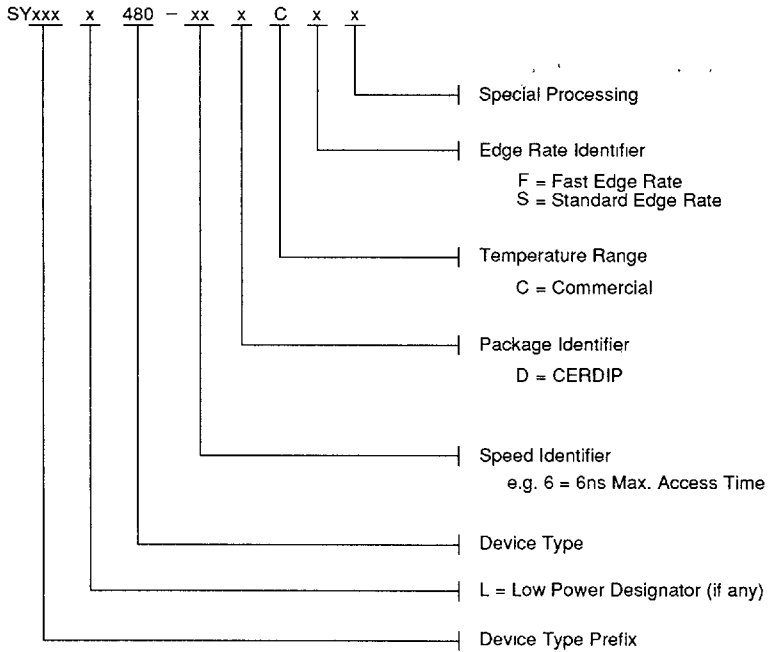 SYxxx x 480 – xx x C x x
Special Processing
Edge Rate Identifier
F = Fast Edge Rate
S = Standard Edge Rate
Temperature Range
C = Commercial
Package Identifier
D = CERDIP
Speed Identifier
e.g. 6 = 6ns Max. Access Time
Device Type
L = Low Power Designator (if any)
Device Type Prefix